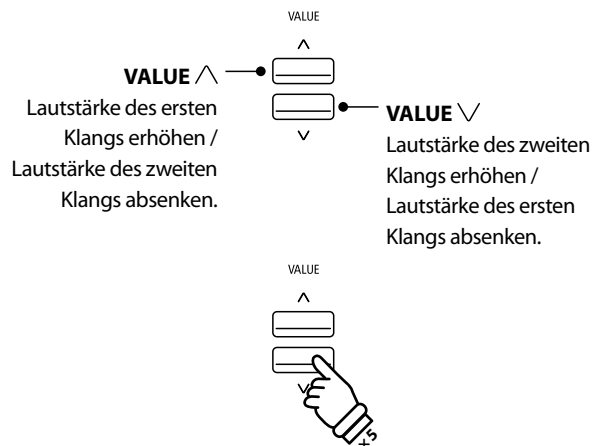 VALUE
VALUE ∧
Lautstärke des ersten
Klangs erhöhen /
Lautstärke des zweiten
Klangs absenken.
VALUE ∨
Lautstärke des zweiten
Klangs erhöhen /
Lautstärke des ersten
Klangs absenken.
VALUE
×5